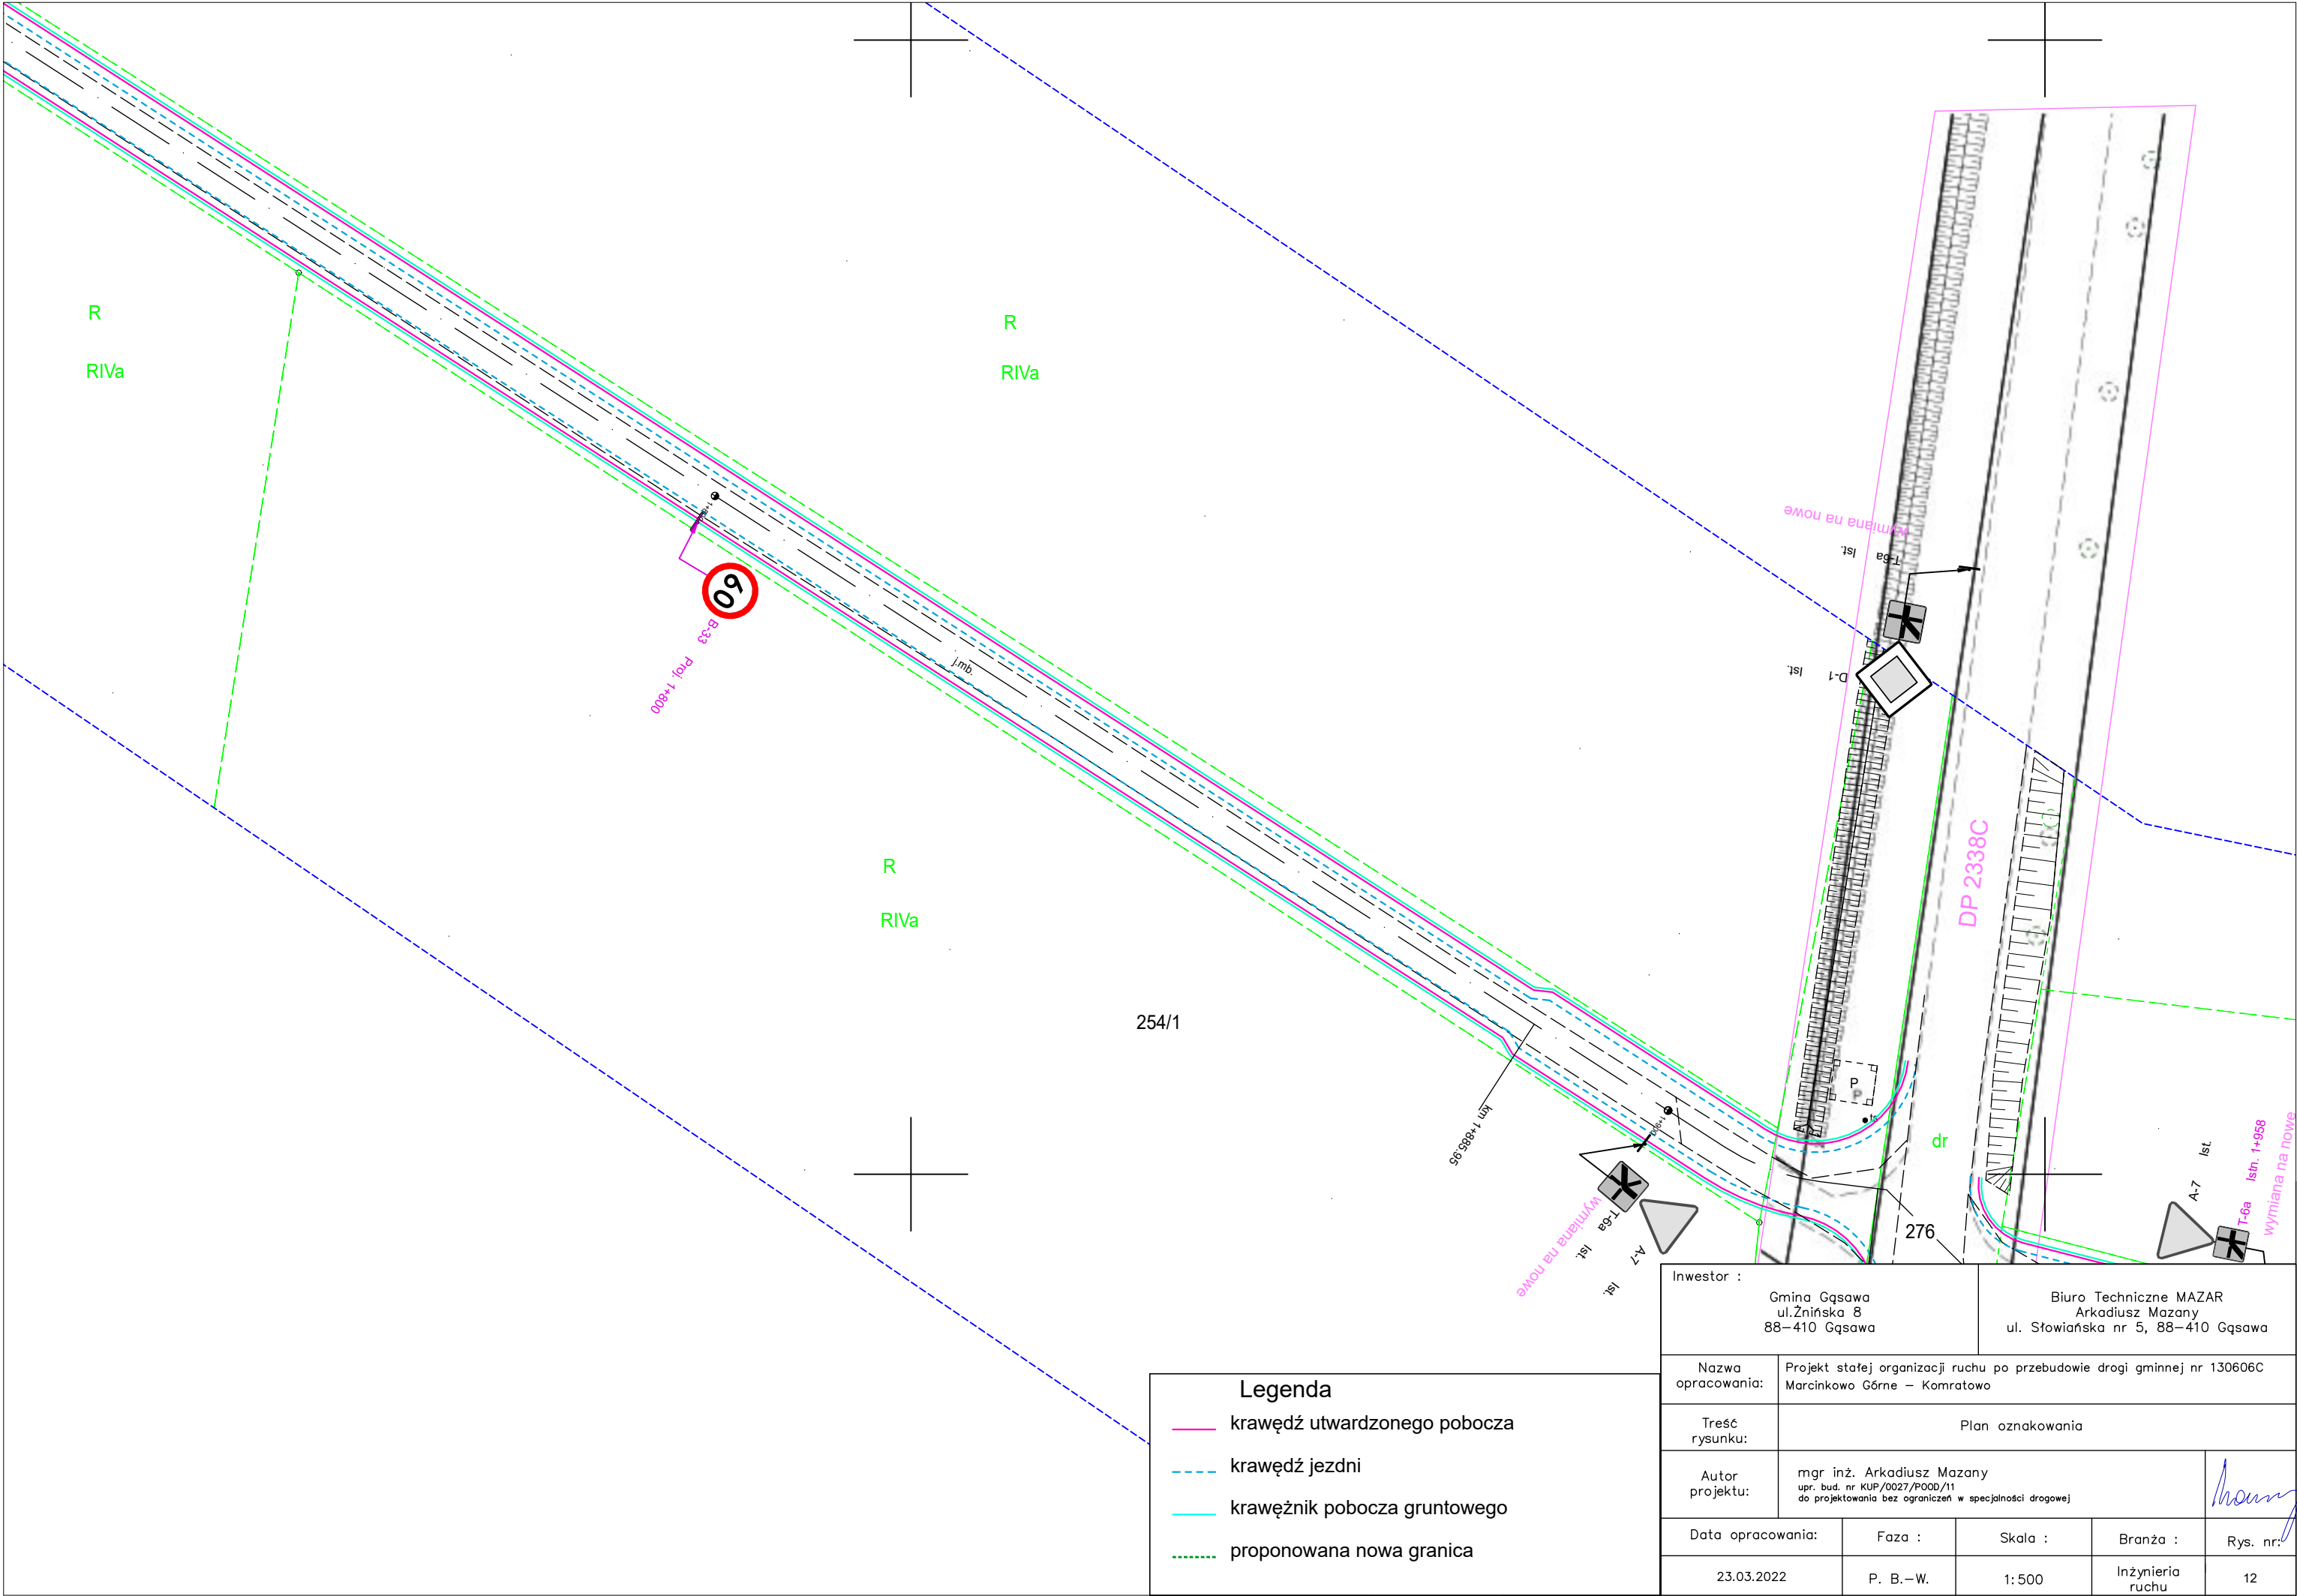 R
RIVa
R
RIVa
1+800
60
B-33 Proj. 1+800
j.mb.
wymiana na nowe
T-6a Ist.
D-1 Ist.
DP 2338C
R
RIVa
254/1
km 1+885.95
1+900
P
P
dr
276
wymiana na nowe
T-6a Ist.
A-7 Ist.
A-7 Ist.
T-6a Istn. 1+958
wymiana na nowe
Legenda
krawędź utwardzonego pobocza
krawędź jezdni
krawężnik pobocza gruntowego
proponowana nowa granica
Inwestor :
Gmina Gąsawa
ul.Żnińska 8
88-410 Gąsawa
Biuro Techniczne MAZAR
Arkadiusz Mazany
ul. Słowiańska nr 5, 88-410 Gąsawa
Nazwa
opracowania:
Projekt stałej organizacji ruchu po przebudowie drogi gminnej nr 130606C
Marcinkowo Górne – Komratowo
Treść
rysunku:
Plan oznakowania
Autor
projektu:
mgr inż. Arkadiusz Mazany
upr. bud. nr KUP/0027/POOD/11
do projektowania bez ograniczeń w specjalności drogowej
Data opracowania:
Faza :
Skala :
Branża :
Rys. nr:
23.03.2022
P. B.-W.
1:500
Inżynieria
ruchu
12